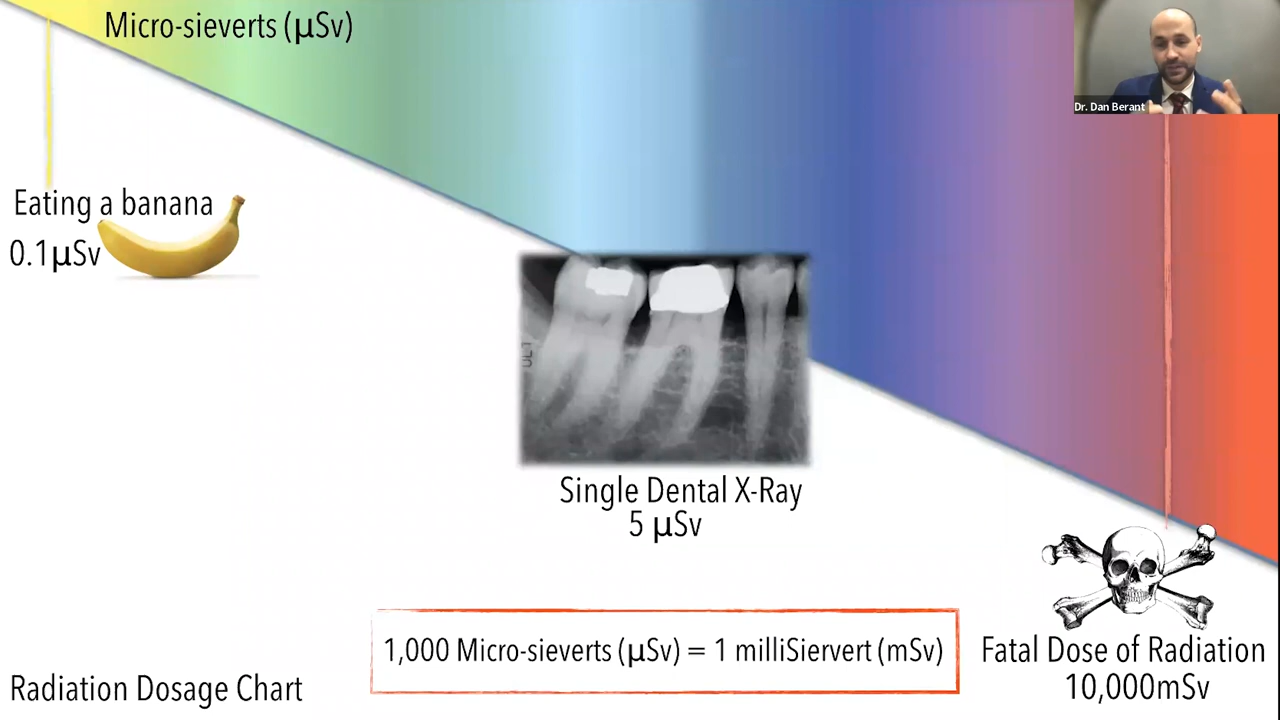 Micro-sieverts (µSv)
Dr. Dan Berant
Eating a banana
0.1µSv
Single Dental X-Ray
5 µSv
1,000 Micro-sieverts (µSv) = 1 milliSiervert (mSv)
Fatal Dose of Radiation
10,000mSv
Radiation Dosage Chart